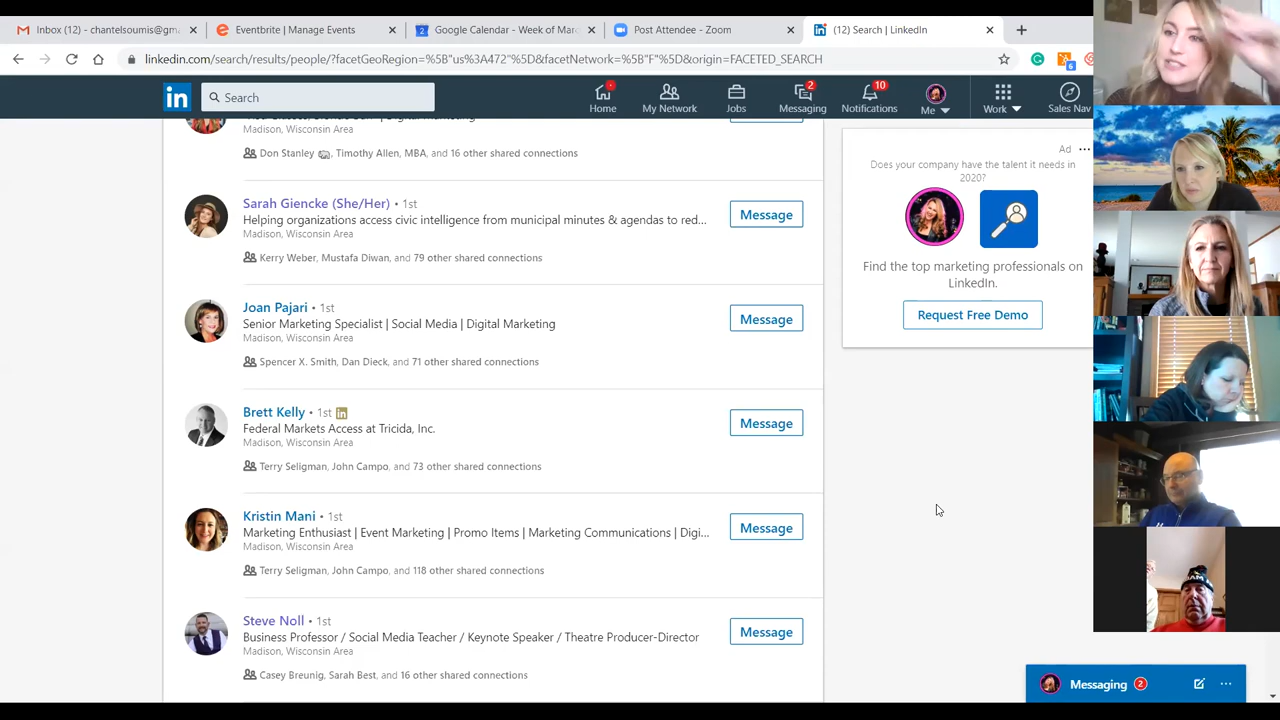 Inbox (12) - chantelsoumis@gma
Eventbrite | Manage Events
Google Calendar - Week of Marc
Post Attendee - Zoom
(12) Search | LinkedIn
linkedin.com/search/results/people/?facetGeoRegion=%5B"us%3A472"%5D&facetNetwork=%5B"F"%5D&origin=FACETED_SEARCH
6
in
Search
Home
My Network
Jobs
2
Messaging
10
Notifications
Me
Work
Sales Nav
Madison, Wisconsin Area
Don Stanley, Timothy Allen, MBA, and 16 other shared connections
Sarah Giencke (She/Her) • 1st
Helping organizations access civic intelligence from municipal minutes & agendas to red...
Madison, Wisconsin Area
Kerry Weber, Mustafa Diwan, and 79 other shared connections
Message
Joan Pajari • 1st
Senior Marketing Specialist | Social Media | Digital Marketing
Spencer X. Smith, Dan Dieck, and 71 other shared connections
Message
Brett Kelly • 1st in
Federal Markets Access at Tricida, Inc.
Madison, Wisconsin Area
Terry Seligman, John Campo, and 73 other shared connections
Message
Kristin Mani • 1st
Marketing Enthusiast | Event Marketing | Promo Items | Marketing Communications | Digi...
Madison, Wisconsin Area
Terry Seligman, John Campo, and 118 other shared connections
Message
Steve Noll • 1st
Business Professor / Social Media Teacher / Keynote Speaker / Theatre Producer-Director
Madison, Wisconsin Area
Casey Breunig, Sarah Best, and 16 other shared connections
Message
Ad ...
Does your company have the talent it needs in
2020?
Find the top marketing professionals on
LinkedIn.
Request Free Demo
Messaging 2 ...